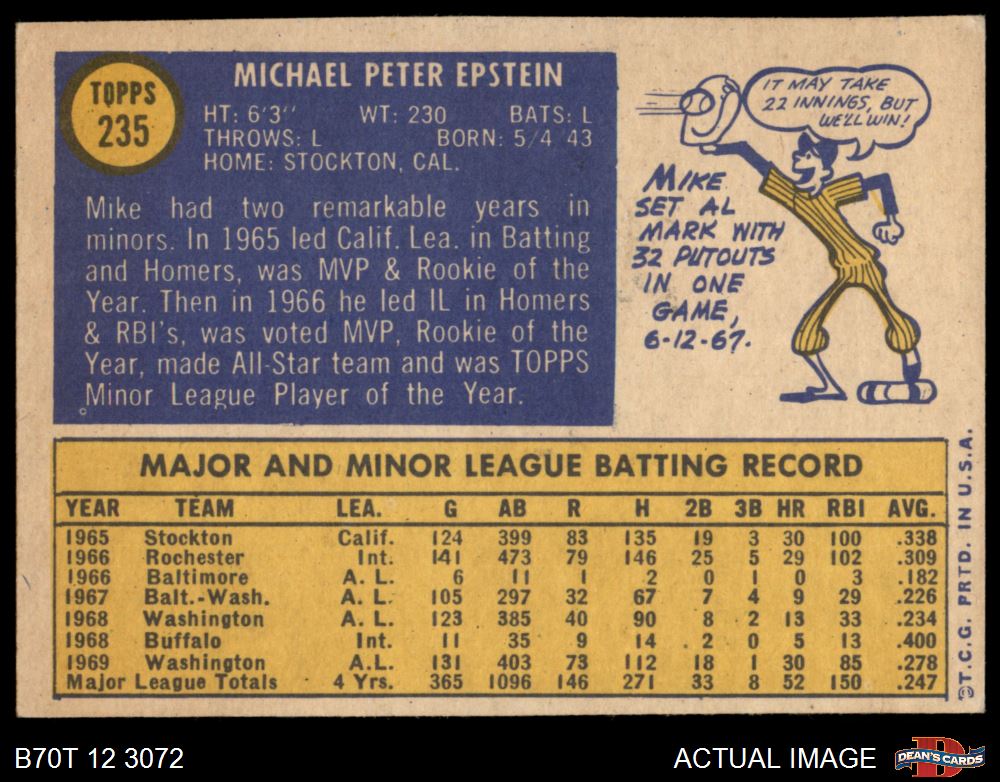 TOPPS
235
MICHAEL PETER EPSTEIN
HT: 6'3" WT: 230 BATS: L
THROWS: L BORN: 5/4 43
HOME: STOCKTON, CAL.
Mike had two remarkable years in
minors. In 1965 led Calif. Lea. in Batting
and Homers, was MVP & Rookie of the
Year. Then in 1966 he led IL in Homers
& RBI's, was voted MVP, Rookie of the
Year, made All-Star team and was TOPPS
Minor League Player of the Year.
IT MAY TAKE
22 INNINGS, BUT
WE'LL WIN!
MIKE
SET AL
MARK WITH
32 PUTOUTS
IN ONE
GAME,
6-12-67.
MAJOR AND MINOR LEAGUE BATTING RECORD
YEAR TEAM LEA. G AB R H 2B 3B HR RBI AVG.
1965 Stockton Calif. 124 399 83 135 19 3 30 100 .338
1966 Rochester Int. 141 473 79 146 25 5 29 102 .309
1966 Baltimore A. L. 6 11 1 2 0 1 0 3 .182
1967 Balt.-Wash. A. L. 105 297 32 67 7 4 9 29 .226
1968 Washington A. L. 123 385 40 90 8 2 13 33 .234
1968 Buffalo Int. 11 35 9 14 2 0 5 13 .400
1969 Washington A.L. 131 403 73 112 18 1 30 85 .278
Major League Totals 4 Yrs. 365 1096 146 271 33 8 52 150 .247
©T.C.G. PRTD. IN U.S.A.
B70T 12 3072
ACTUAL IMAGE
D
DEAN'S CARDS